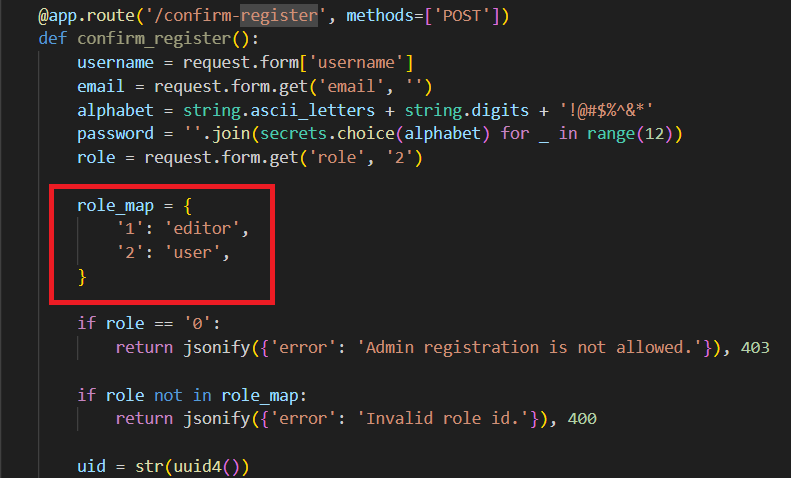 @app.route('/confirm-register', methods=['POST'])
def confirm_register():
    username = request.form['username']
    email = request.form.get('email', '')
    alphabet = string.ascii_letters + string.digits + '!@#$%^&*'
    password = ''.join(secrets.choice(alphabet) for _ in range(12))
    role = request.form.get('role', '2')
    role_map = {
        '1': 'editor',
        '2': 'user',
    }
    if role == '0':
        return jsonify({'error': 'Admin registration is not allowed.'}), 403
    if role not in role_map:
        return jsonify({'error': 'Invalid role id.'}), 400
    uid = str(uuid4())